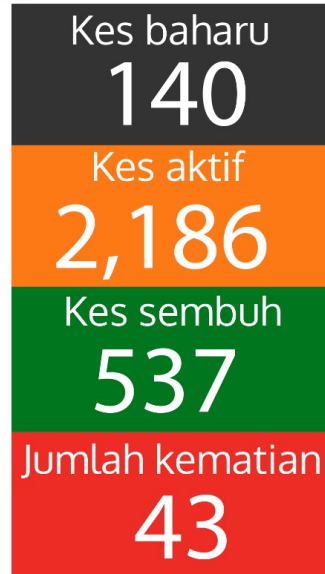 Kes baharu
140
Kes aktif
2,186
Kes sembuh
537
Jumlah kematian
43